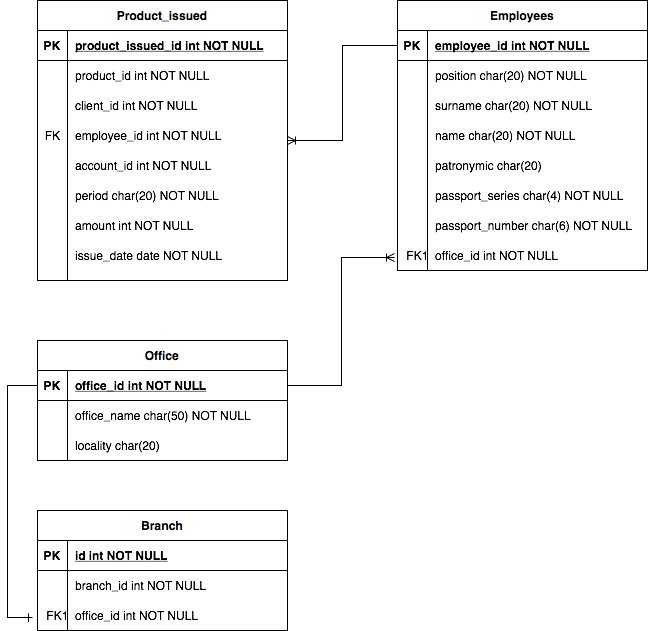 Product_issued
PK product_issued_id int NOT NULL
product_id int NOT NULL
client_id int NOT NULL
FK employee_id int NOT NULL
account_id int NOT NULL
period char(20) NOT NULL
amount int NOT NULL
issue_date date NOT NULL
Employees
PK employee_id int NOT NULL
position char(20) NOT NULL
surname char(20) NOT NULL
name char(20) NOT NULL
patronymic char(20)
passport_series char(4) NOT NULL
passport_number char(6) NOT NULL
FK1 office_id int NOT NULL
Office
PK office_id int NOT NULL
office_name char(50) NOT NULL
locality char(20)
Branch
PK id int NOT NULL
branch_id int NOT NULL
FK1 office_id int NOT NULL